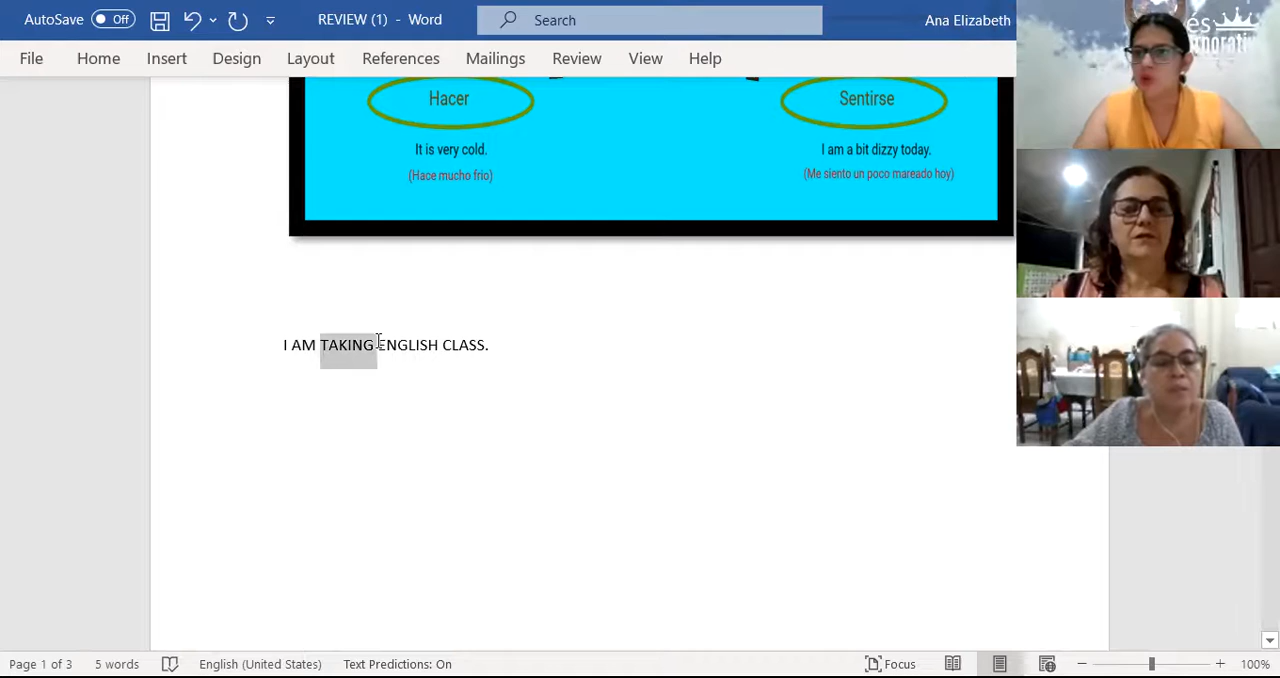 AutoSave Off REVIEW (1) - Word Search Ana Elizabeth
File Home Insert Design Layout References Mailings Review View Help
Hacer Sentirse
It is very cold. I am a bit dizzy today.
(Hace mucho frio) (Me siento un poco mareado hoy)
I AM TAKING ENGLISH CLASS.
Page 1 of 3 5 words English (United States) Text Predictions: On Focus 100%